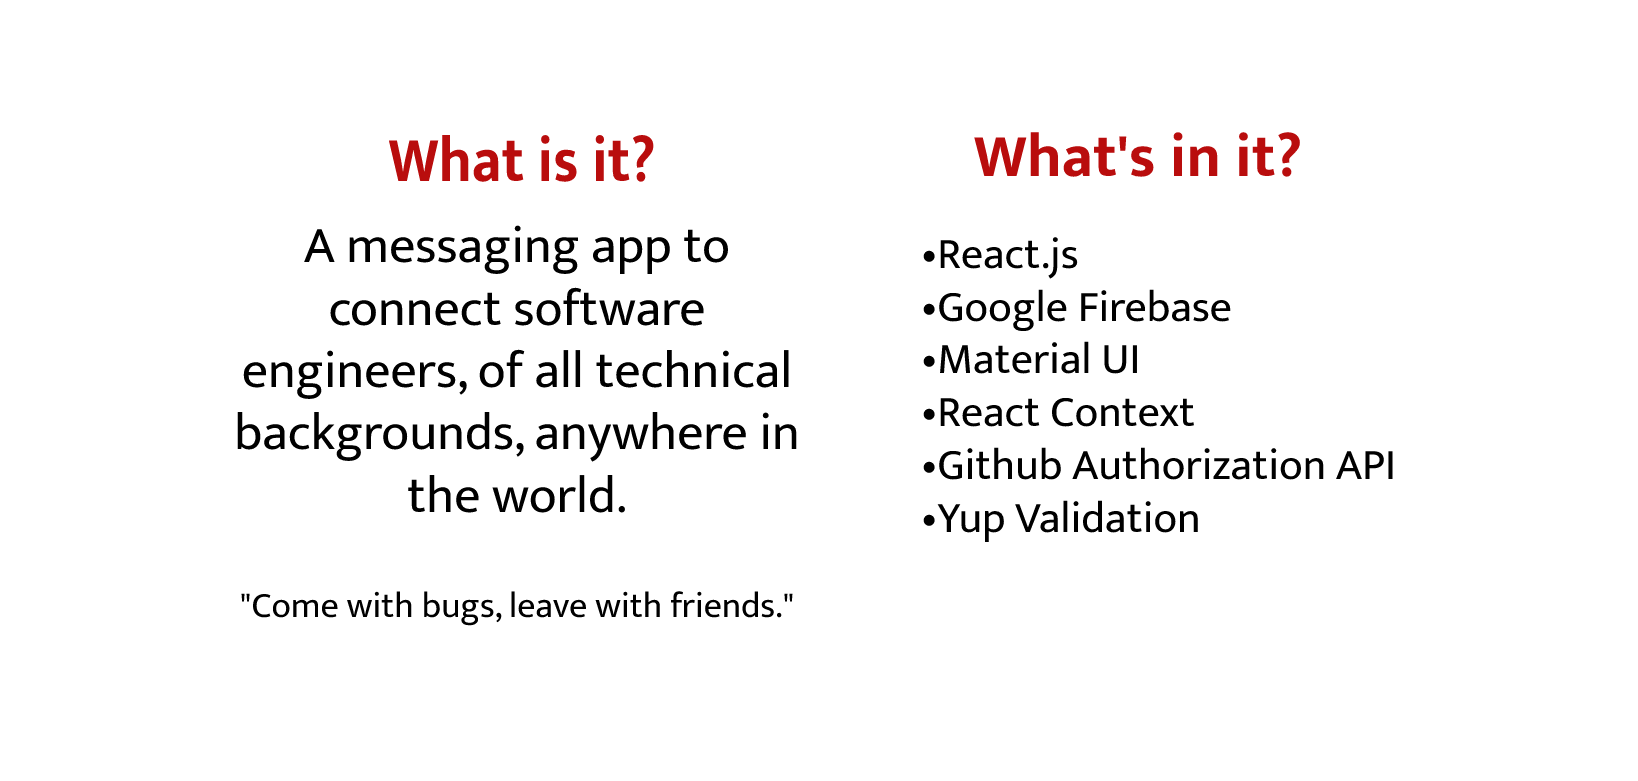 What is it?
A messaging app to
connect software
engineers, of all technical
backgrounds, anywhere in
the world.
"Come with bugs, leave with friends."
What's in it?
•React.js
•Google Firebase
•Material UI
•React Context
•Github Authorization API
•Yup Validation